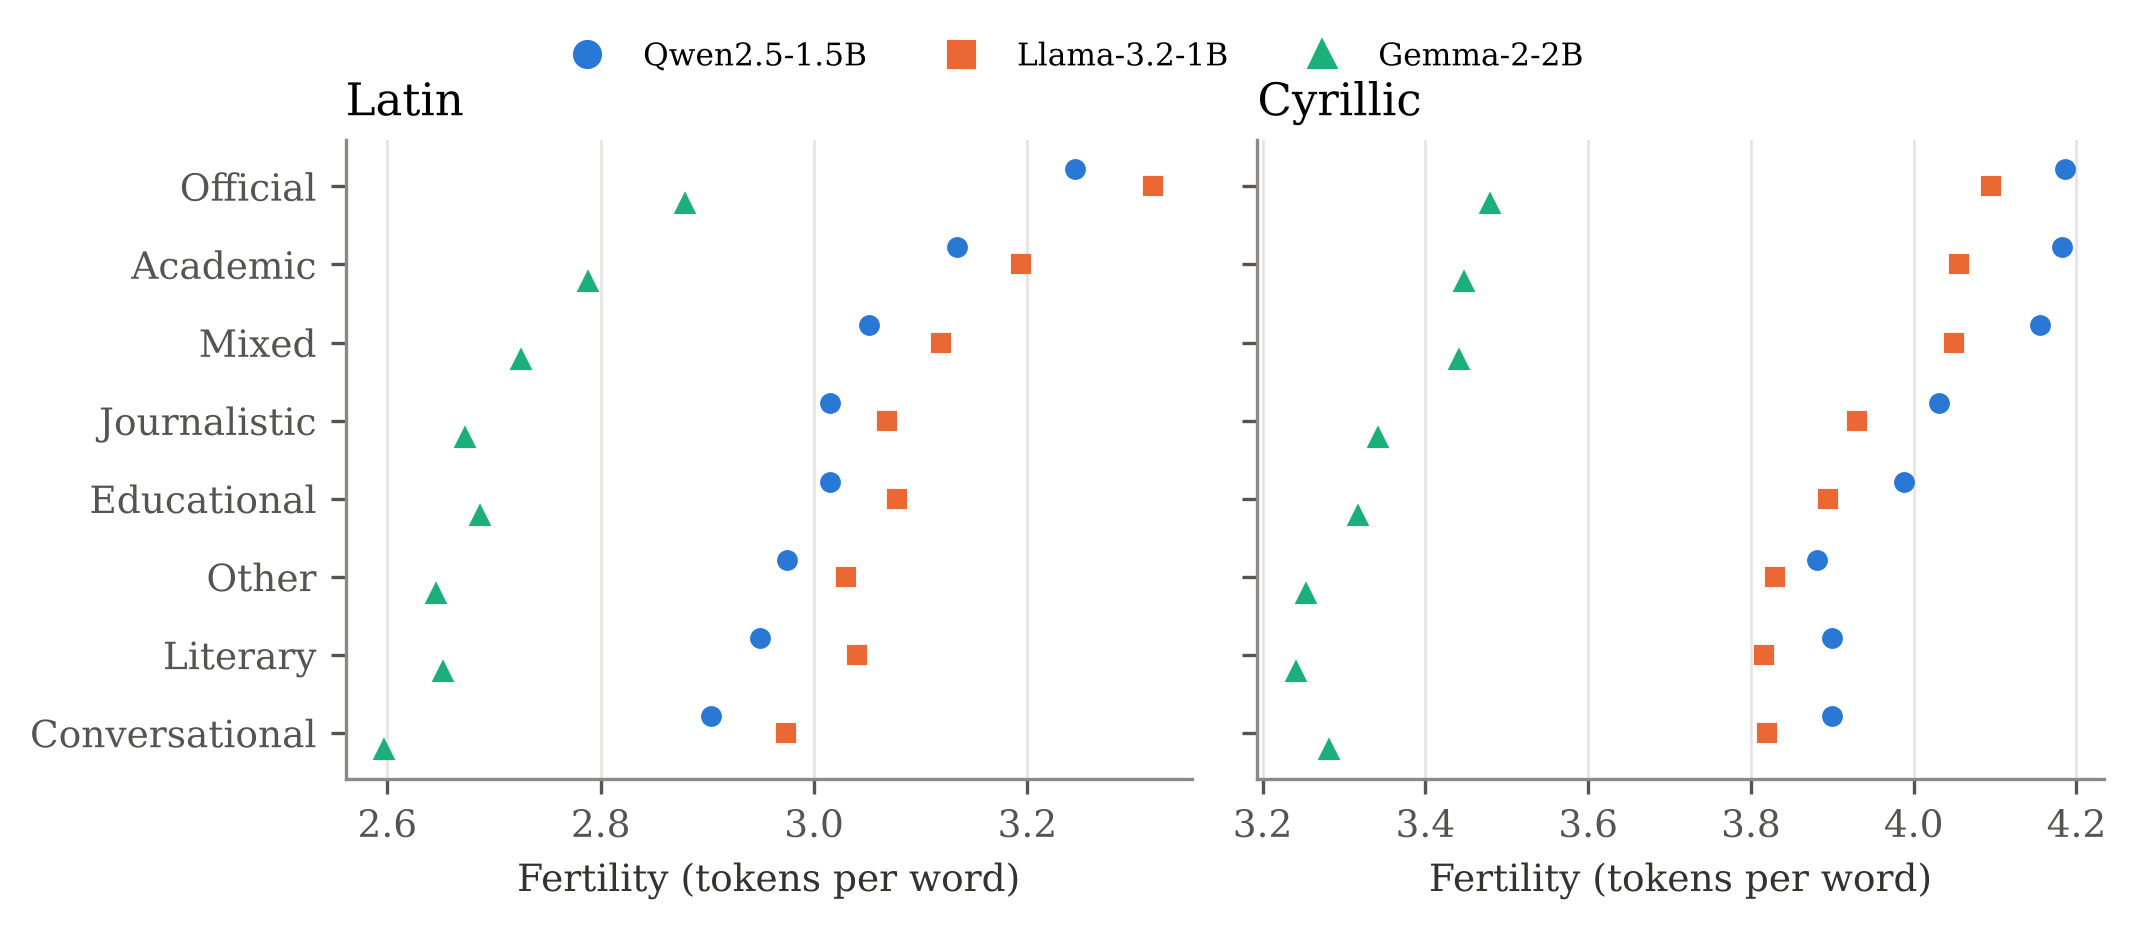 Qwen2.5-1.5B Llama-3.2-1B Gemma-2-2B
Latin
Cyrillic
Official
Academic
Mixed
Journalistic
Educational
Other
Literary
Conversational
2.6 2.8 3.0 3.2
3.2 3.4 3.6 3.8 4.0 4.2
Fertility (tokens per word)
Fertility (tokens per word)